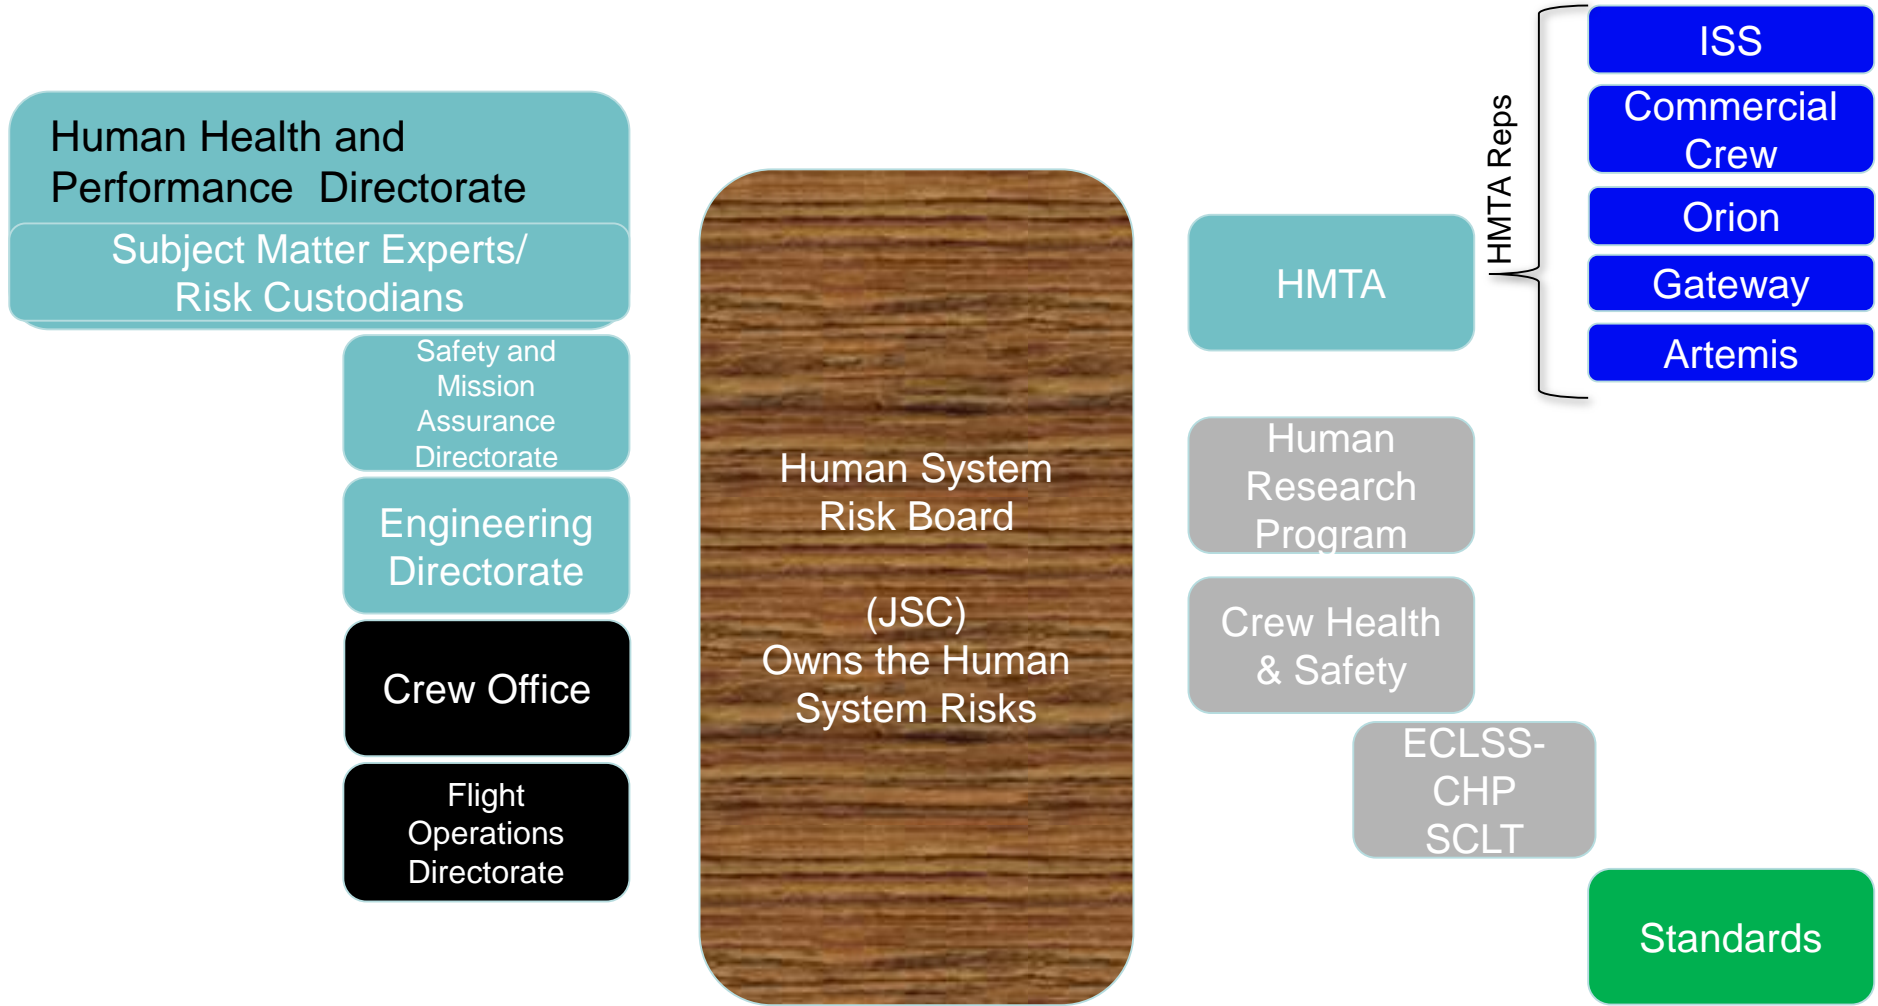 Human Health and
Performance  Directorate
Subject Matter Experts/
Risk Custodians
Safety and
Mission
Assurance
Directorate
Engineering
Directorate
Crew Office
Flight
Operations
Directorate
Human System
Risk Board
(JSC)
Owns the Human
System Risks
HMTA
Human
Research
Program
Crew Health
& Safety
ECLSS-
CHP
SCLT
HMTA Reps
ISS
Commercial
Crew
Orion
Gateway
Artemis
Standards